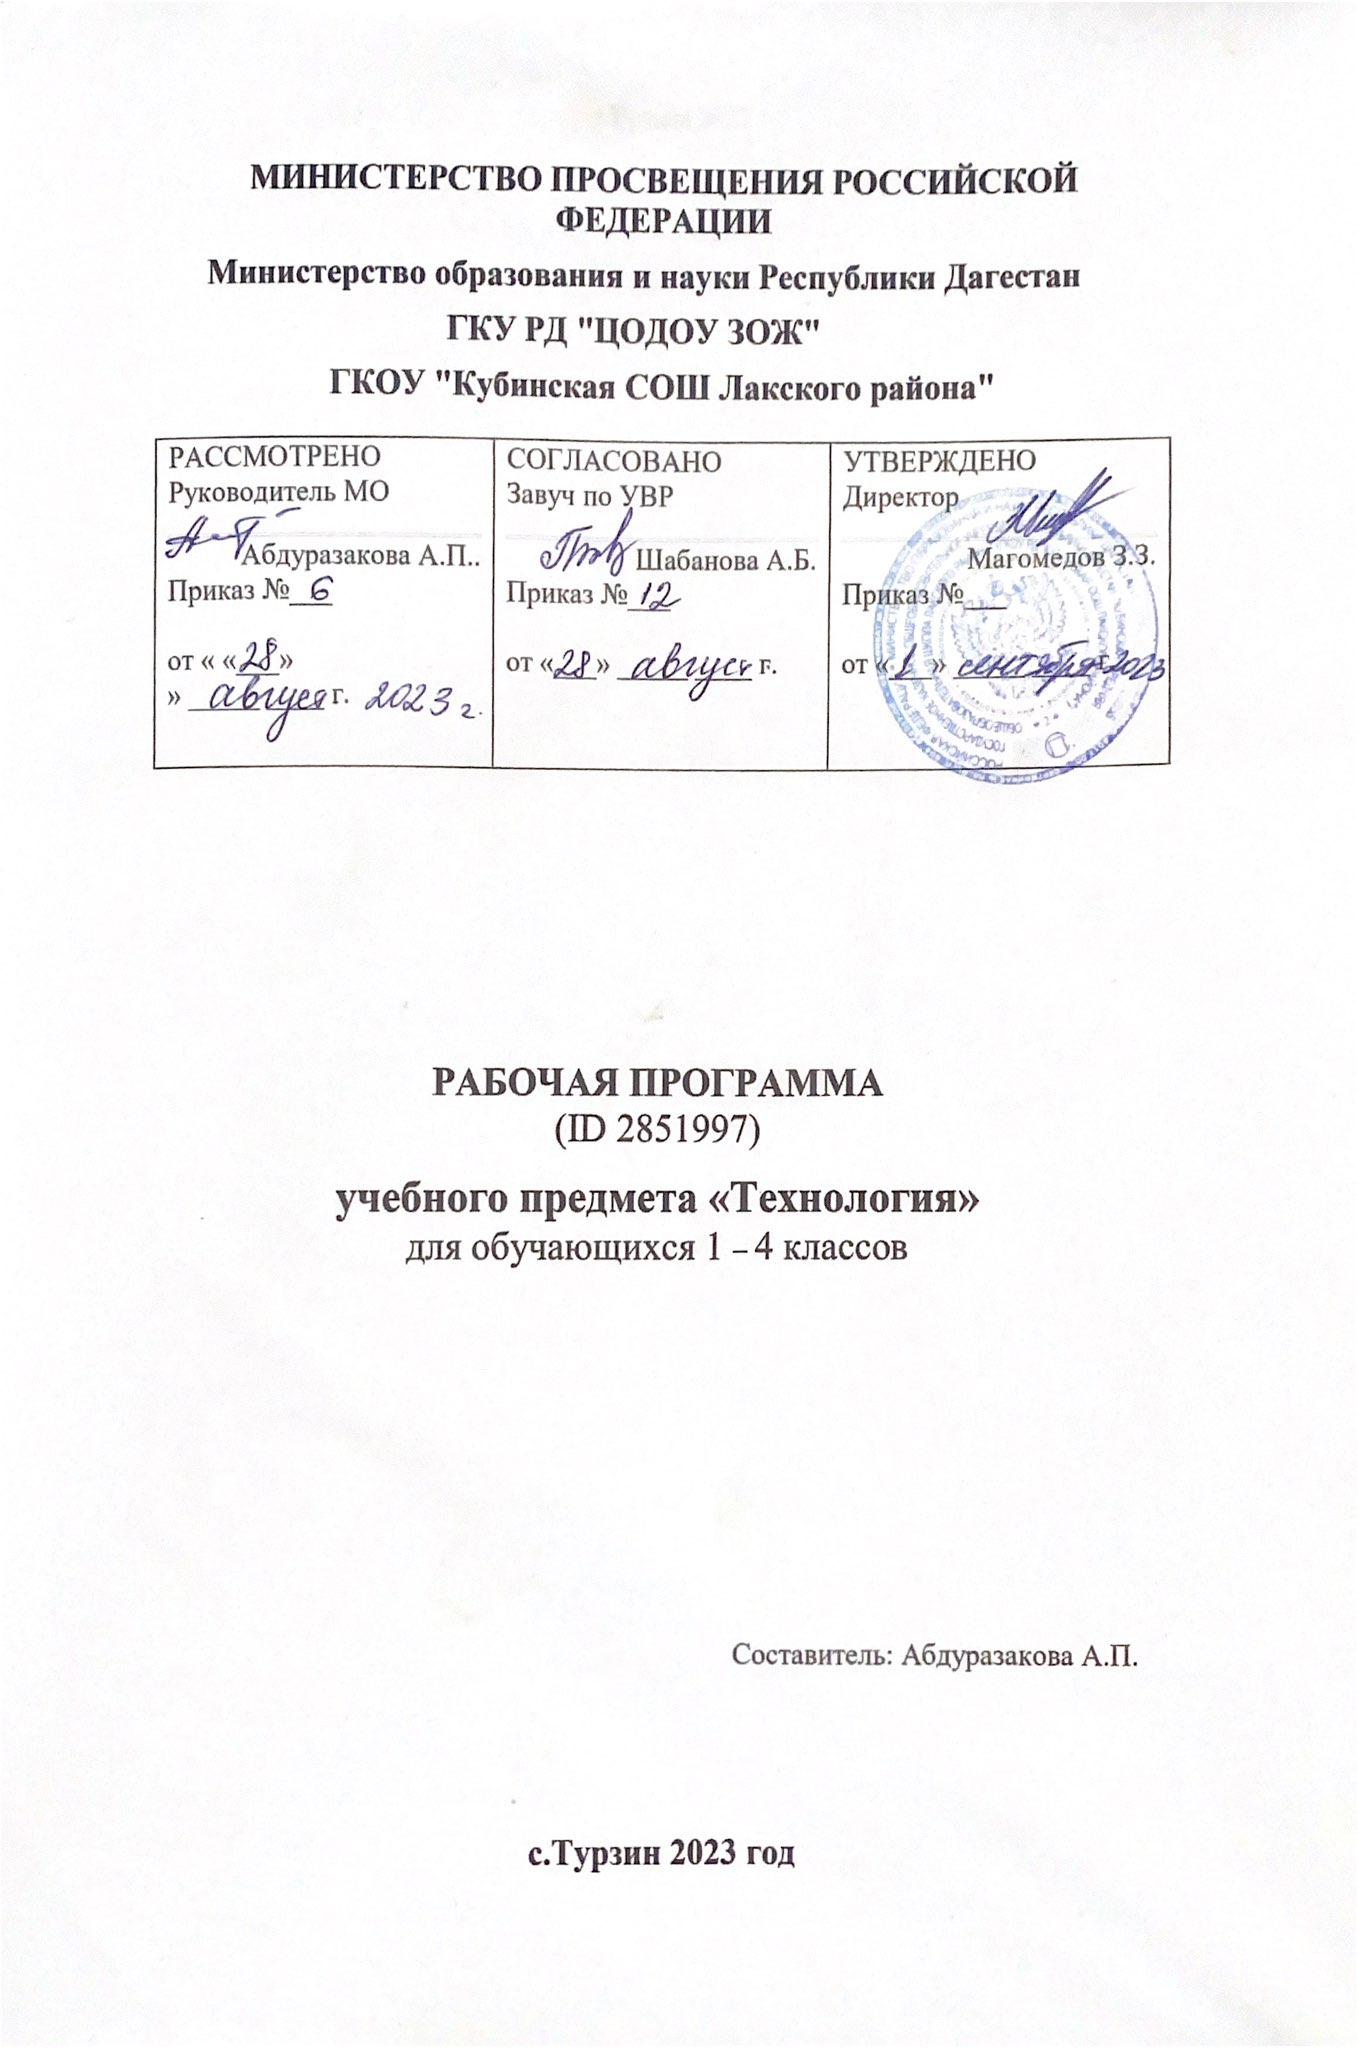 МИНИСТЕРСТВО ПРОСВЕЩЕНИЯ РОССИЙСКОЙ
ФЕДЕРАЦИИ
Министерство образования и науки Республики Дагестан
ГКУ РД "ЦОДОУ ЗОЖ"
ГКОУ "Кубинская СОШ Лакского района"
РАССМОТРЕНО
Руководитель МО
Абдуразакова А.П..
Приказ № 6
от « «28»
» августа г. 2023 г.
СОГЛАСОВАНО
Завуч по УВР
Шабанова А.Б.
Приказ № 12
от «28» август г.
УТВЕРЖДЕНО
Директор
Магомедов З.З.
Приказ №___
от «1» сентября г. 2023
РАБОЧАЯ ПРОГРАММА
(ID 2851997)
учебного предмета «Технология»
для обучающихся 1 – 4 классов
Составитель: Абдуразакова А.П.
с.Турзин 2023 год